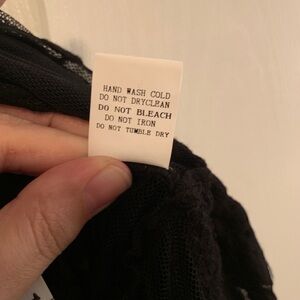 HAND WASH COLD
DO NOT DRYCLEAN
DO NOT BLEACH
DO NOT IRON
DO NOT TUMBLE DRY